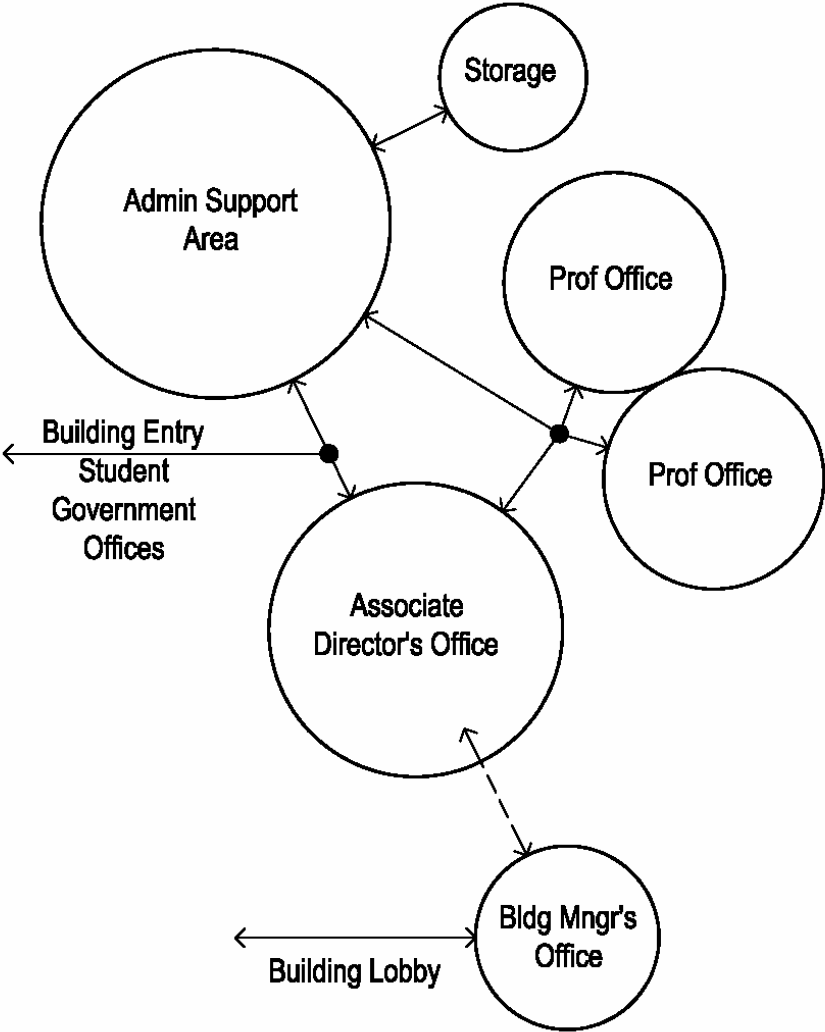 Storage
Admin Support
Area
Prof Office
Prof Office
Building Entry
Student
Government
Offices
Associate
Director's Office
Bldg Mngr's
Office
Building Lobby